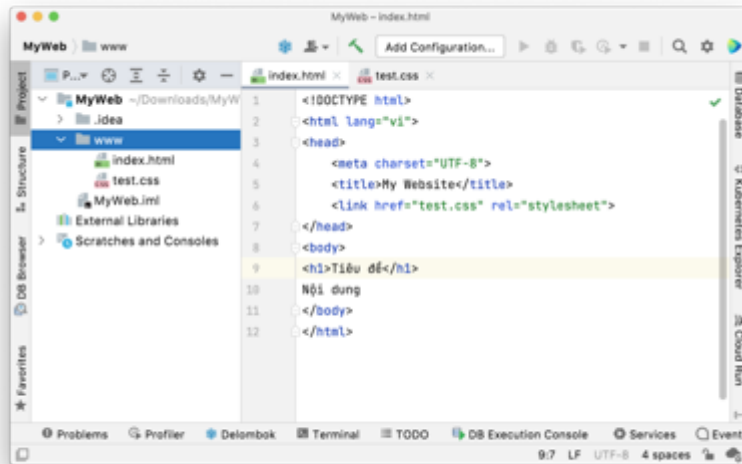 MyWeb – index.html
MyWeb www
Add Configuration...
P...
index.html
test.css
MyWeb ~/Downloads/MyW
.idea
www
index.html
test.css
MyWeb.iml
External Libraries
Scratches and Consoles
1 <!DOCTYPE html>
2 <html lang="vi">
3 <head>
4 <meta charset="UTF-8">
5 <title>My Website</title>
6 <link href="test.css" rel="stylesheet">
7 </head>
8 <body>
9 <h1>Tiêu đề</h1>
10 Nội dung
11 </body>
12 </html>
Project
Structure
DB Browser
Favorites
Database
Kubernetes Explorer
Cloud Run
Problems Profiler Delombok Terminal TODO DB Execution Console Services Event
9:7 LF UTF-8 4 spaces